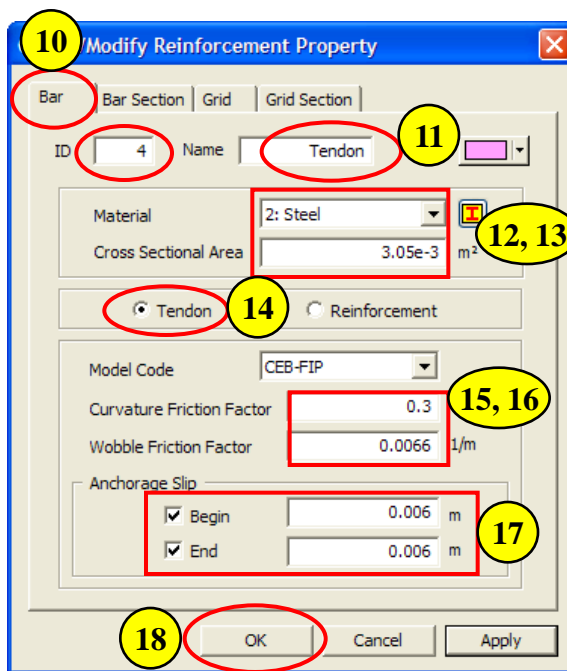 10 /Modify Reinforcement Property
Bar Bar Section Grid Grid Section
ID 4 Name Tendon 11
Material 2: Steel
Cross Sectional Area 3.05e-3 m² 12, 13
Tendon 14 Reinforcement
Model Code CEB-FIP
Curvature Friction Factor 0.3 15, 16
Wobble Friction Factor 0.0066 1/m
Anchorage Slip
Begin 0.006 m
End 0.006 m 17
18 OK Cancel Apply